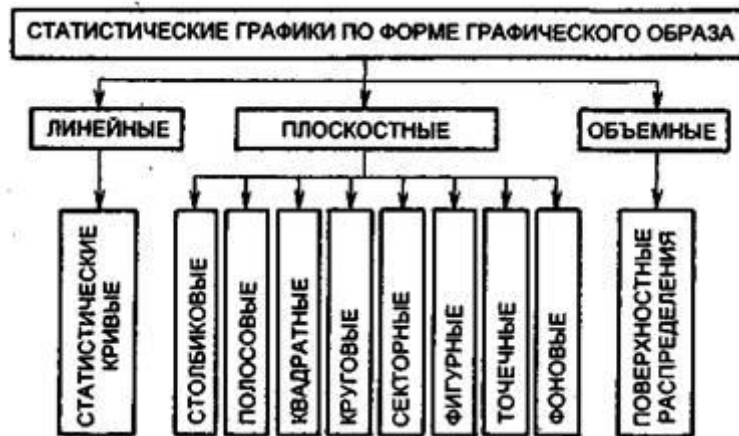 СТАТИСТИЧЕСКИЕ ГРАФИКИ ПО ФОРМЕ ГРАФИЧЕСКОГО ОБРАЗА
ЛИНЕЙНЫЕ
ПЛОСКОСТНЫЕ
ОБЪЕМНЫЕ
СТАТИСТИЧЕСКИЕ
КРИВЫЕ
СТОЛБИКОВЫЕ
ПОЛОСОВЫЕ
КВАДРАТНЫЕ
КРУГОВЫЕ
СЕКТОРНЫЕ
ФИГУРНЫЕ
ТОЧЕЧНЫЕ
ФОНОВЫЕ
ПОВЕРХНОСТНЫЕ
РАСПРЕДЕЛЕНИЯ